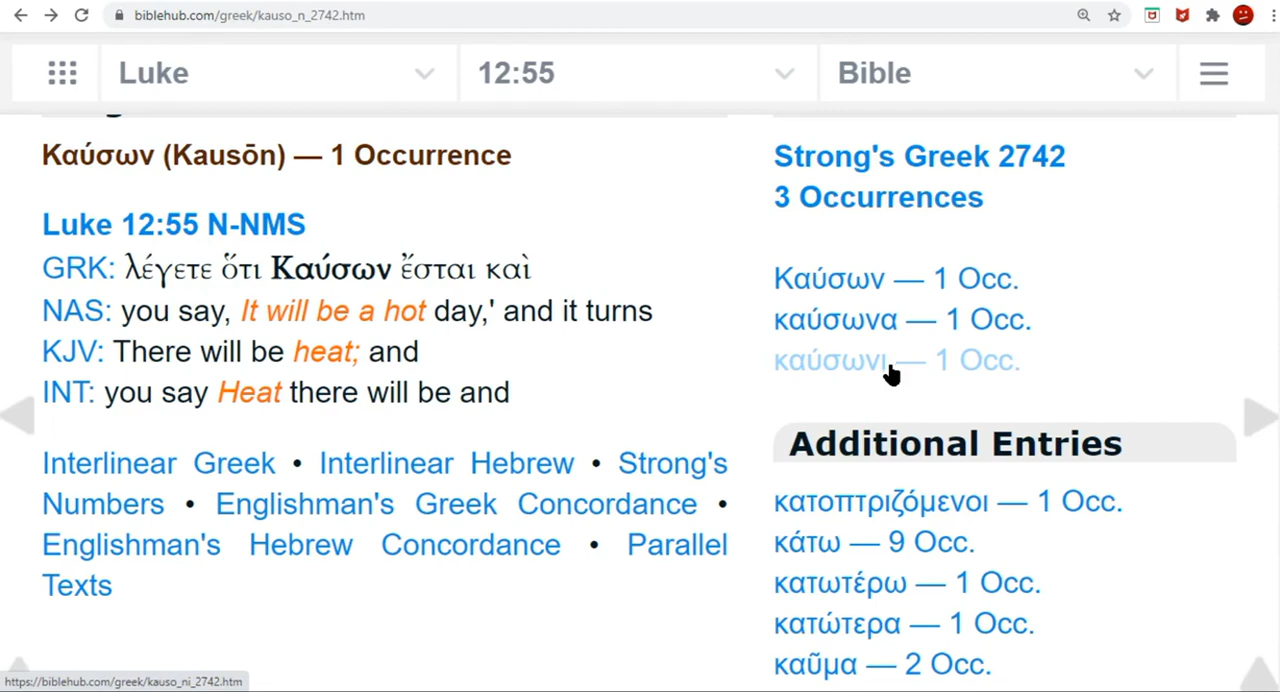 biblehub.com/greek/kauso_n_2742.htm
Luke
12:55
Bible
Καύσων (Kausōn) — 1 Occurrence
Luke 12:55 N-NMS
GRK: λέγετε ὅτι Καύσων ἔσται καὶ
NAS: you say, It will be a hot day,' and it turns
KJV: There will be heat; and
INT: you say Heat there will be and
Interlinear Greek • Interlinear Hebrew • Strong's
Numbers • Englishman's Greek Concordance •
Englishman's Hebrew Concordance • Parallel
Texts
Strong's Greek 2742
3 Occurrences
Καύσων — 1 Occ.
καύσωνα — 1 Occ.
καύσωνι — 1 Occ.
Additional Entries
κατοπτριζόμενοι — 1 Occ.
κάτω — 9 Occ.
κατωτέρω — 1 Occ.
κατώτερα — 1 Occ.
καῦμα — 2 Occ.
https://biblehub.com/greek/kauso_ni_2742.htm